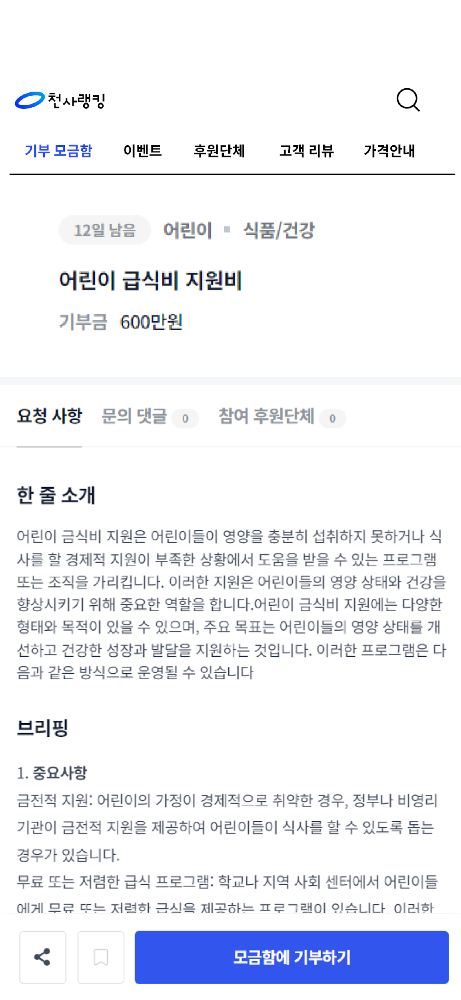 천사랭킹
기부 모금함 이벤트 후원단체 고객 리뷰 가격안내
12일 남음 어린이 식품/건강
어린이 급식비 지원비
기부금 600만원
요청 사항 문의 댓글 0 참여 후원단체 0
한 줄 소개
어린이 금식비 지원은 어린이들이 영양을 충분히 섭취하지 못하거나 식
사를 할 경제적 지원이 부족한 상황에서 도움을 받을 수 있는 프로그램
또는 조직을 가리킵니다. 이러한 지원은 어린이들의 영양 상태와 건강을
향상시키기 위해 중요한 역할을 합니다.어린이 금식비 지원에는 다양한
형태와 목적이 있을 수 있으며, 주요 목표는 어린이들의 영양 상태를 개
선하고 건강한 성장과 발달을 지원하는 것입니다. 이러한 프로그램은 다
음과 같은 방식으로 운영될 수 있습니다
브리핑
1. 중요사항
금전적 지원: 어린이의 가정이 경제적으로 취약한 경우, 정부나 비영리
기관이 금전적 지원을 제공하여 어린이들이 식사를 할 수 있도록 돕는
경우가 있습니다.
무료 또는 저렴한 급식 프로그램: 학교나 지역 사회 센터에서 어린이들
에게 무료 또는 저렴한 급식을 제공하는 프로그램이 있습니다. 이러한
모금함에 기부하기